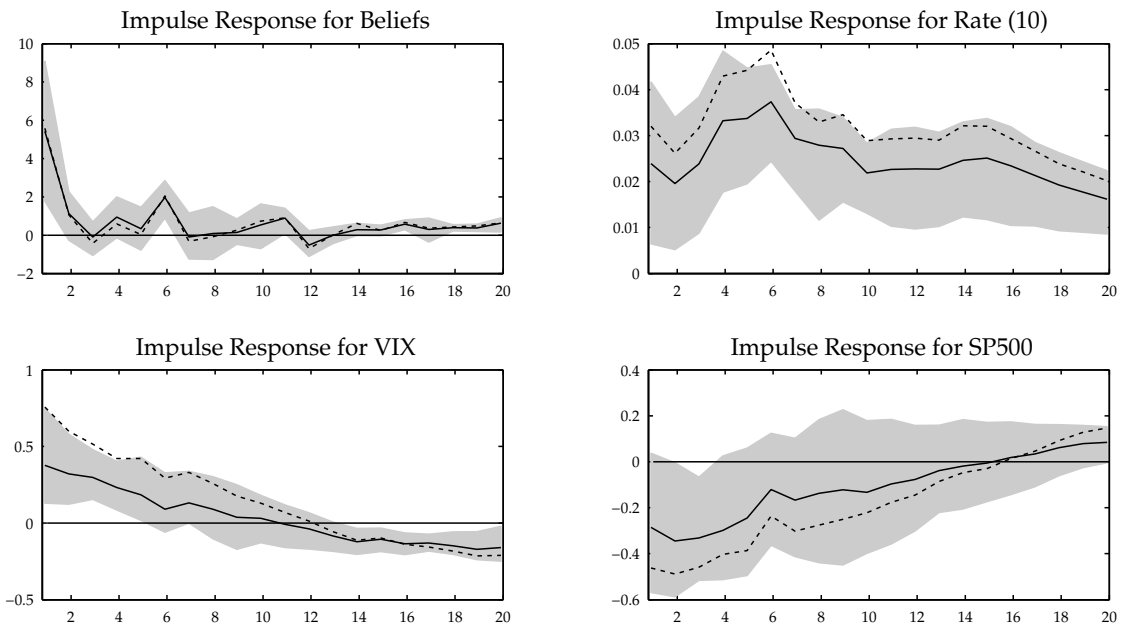 Impulse Response for Beliefs
10
8
6
4
2
0
−2
2 4 6 8 10 12 14 16 18 20
Impulse Response for Rate (10)
0.05
0.04
0.03
0.02
0.01
0
2 4 6 8 10 12 14 16 18 20
Impulse Response for VIX
1
0.5
0
−0.5
2 4 6 8 10 12 14 16 18 20
Impulse Response for SP500
0.4
0.2
0
−0.2
−0.4
−0.6
2 4 6 8 10 12 14 16 18 20